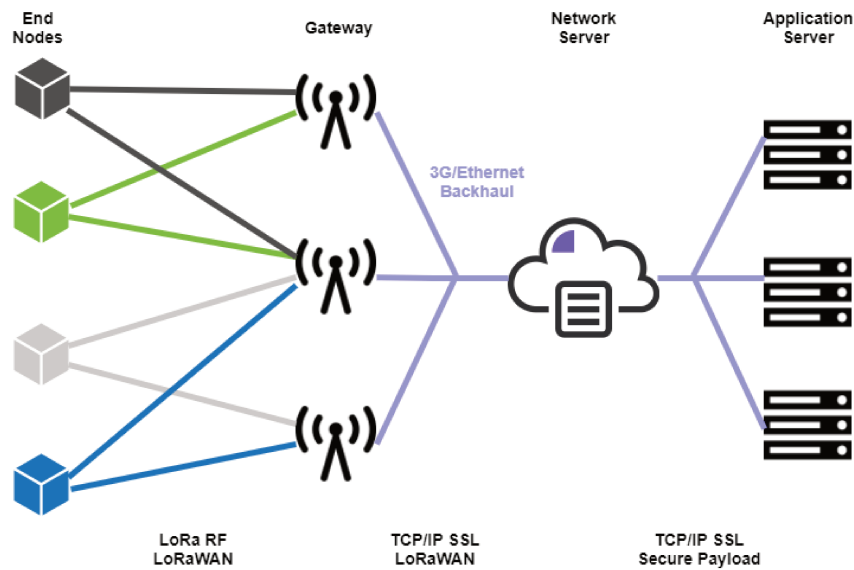 End
Nodes
Gateway
Network
Server
Application
Server
3G/Ethernet
Backhaul
LoRa RF
LoRaWAN
TCP/IP SSL
LoRaWAN
TCP/IP SSL
Secure Payload